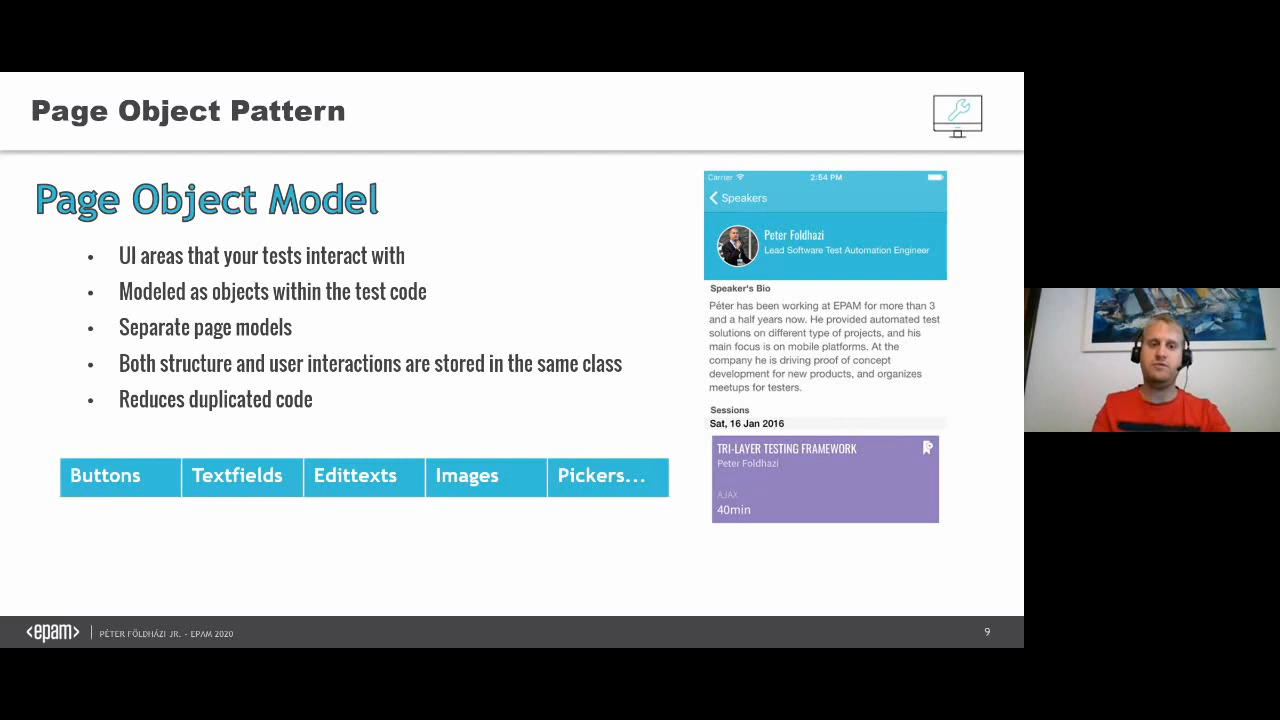 Page Object Pattern
Page Object Model
• UI areas that your tests interact with
• Modeled as objects within the test code
• Separate page models
• Both structure and user interactions are stored in the same class
• Reduces duplicated code
Buttons Textfields Edittexts Images Pickers...
Carrier 2:54 PM
Speakers
Peter Foldhazi
Lead Software Test Automation Engineer
Speaker's Bio
Péter has been working at EPAM for more than 3
and a half years now. He provided automated test
solutions on different type of projects, and his
main focus is on mobile platforms. At the
company he is driving proof of concept
development for new products, and organizes
meetups for testers.
Sessions
Sat, 16 Jan 2016
TRI-LAYER TESTING FRAMEWORK
Peter Foldhazi
AJAX
40min
<epam> PÉTER FÖLDHÁZI JR. - EPAM 2020
9